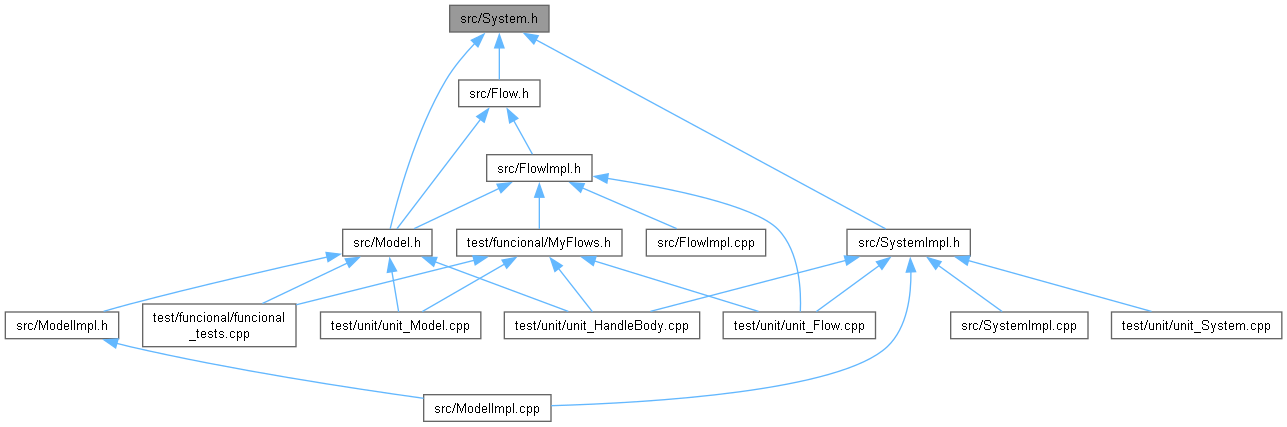 src/System.h
src/Flow.h
src/FlowImpl.h
src/Model.h
test/funcional/MyFlows.h
src/FlowImpl.cpp
src/SystemImpl.h
src/ModelImpl.h
test/funcional/funcional
_tests.cpp
test/unit/unit_Model.cpp
test/unit/unit_HandleBody.cpp
test/unit/unit_Flow.cpp
src/SystemImpl.cpp
test/unit/unit_System.cpp
src/ModelImpl.cpp